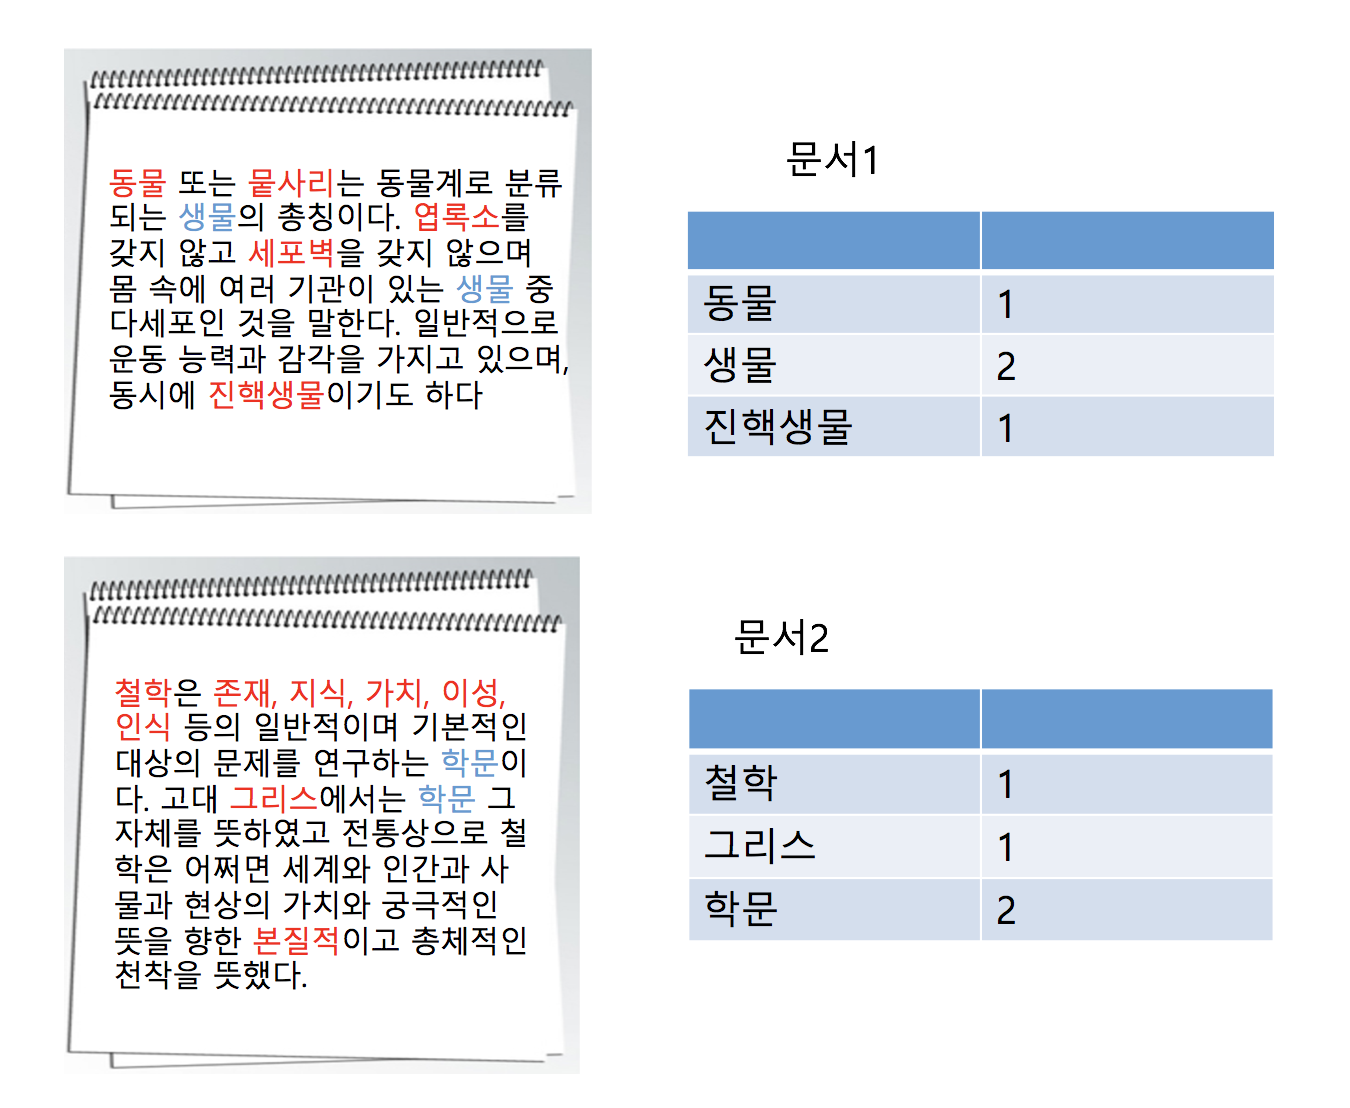 동물 또는 뭍사리는 동물계로 분류
되는 생물의 총칭이다. 엽록소를
갖지 않고 세포벽을 갖지 않으며
몸 속에 여러 기관이 있는 생물 중
다세포인 것을 말한다. 일반적으로
운동 능력과 감각을 가지고 있으며,
동시에 진핵생물이기도 하다
문서1
동물 1
생물 2
진핵생물 1
철학은 존재, 지식, 가치, 이성,
인식 등의 일반적이며 기본적인
대상의 문제를 연구하는 학문이
다. 고대 그리스에서는 학문 그
자체를 뜻하였고 전통상으로 철
학은 어쩌면 세계와 인간과 사
물과 현상의 가치와 궁극적인
뜻을 향한 본질적이고 총체적인
천착을 뜻했다.
문서2
철학 1
그리스 1
학문 2